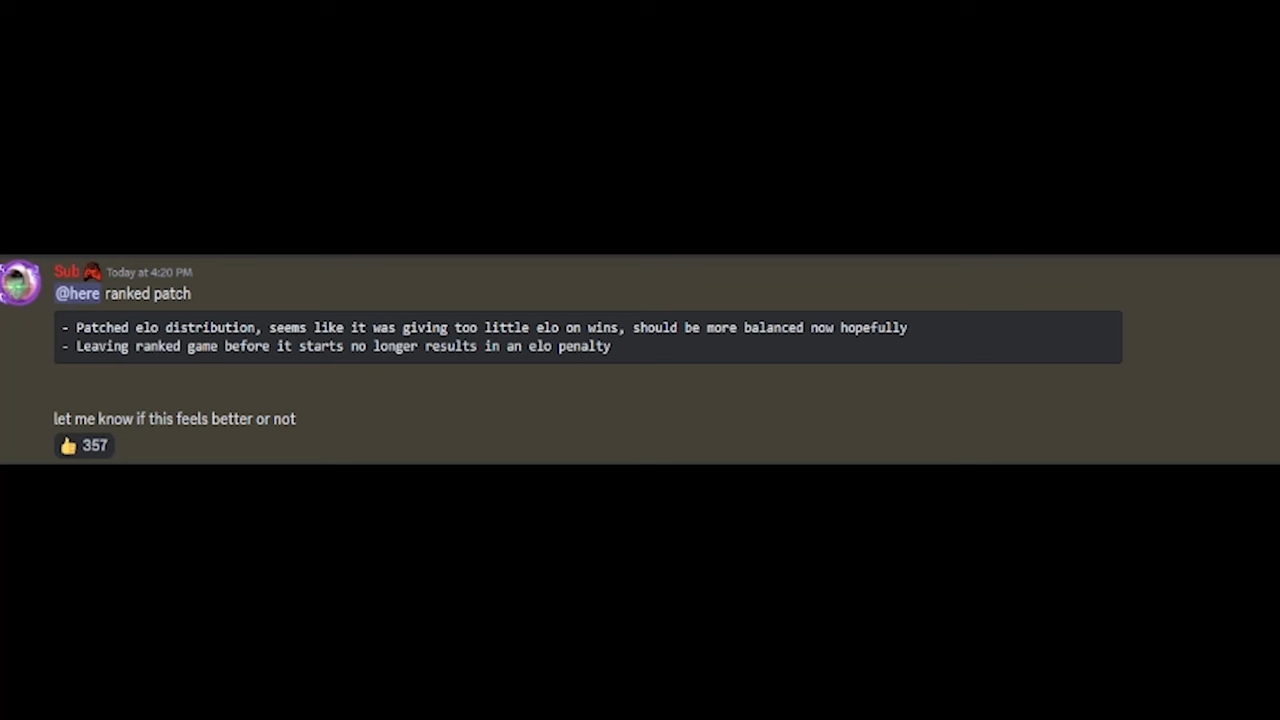 Sub Today at 4:20 PM
@here ranked patch
- Patched elo distribution, seems like it was giving too little elo on wins, should be more balanced now hopefully
- Leaving ranked game before it starts no longer results in an elo penalty
let me know if this feels better or not
357